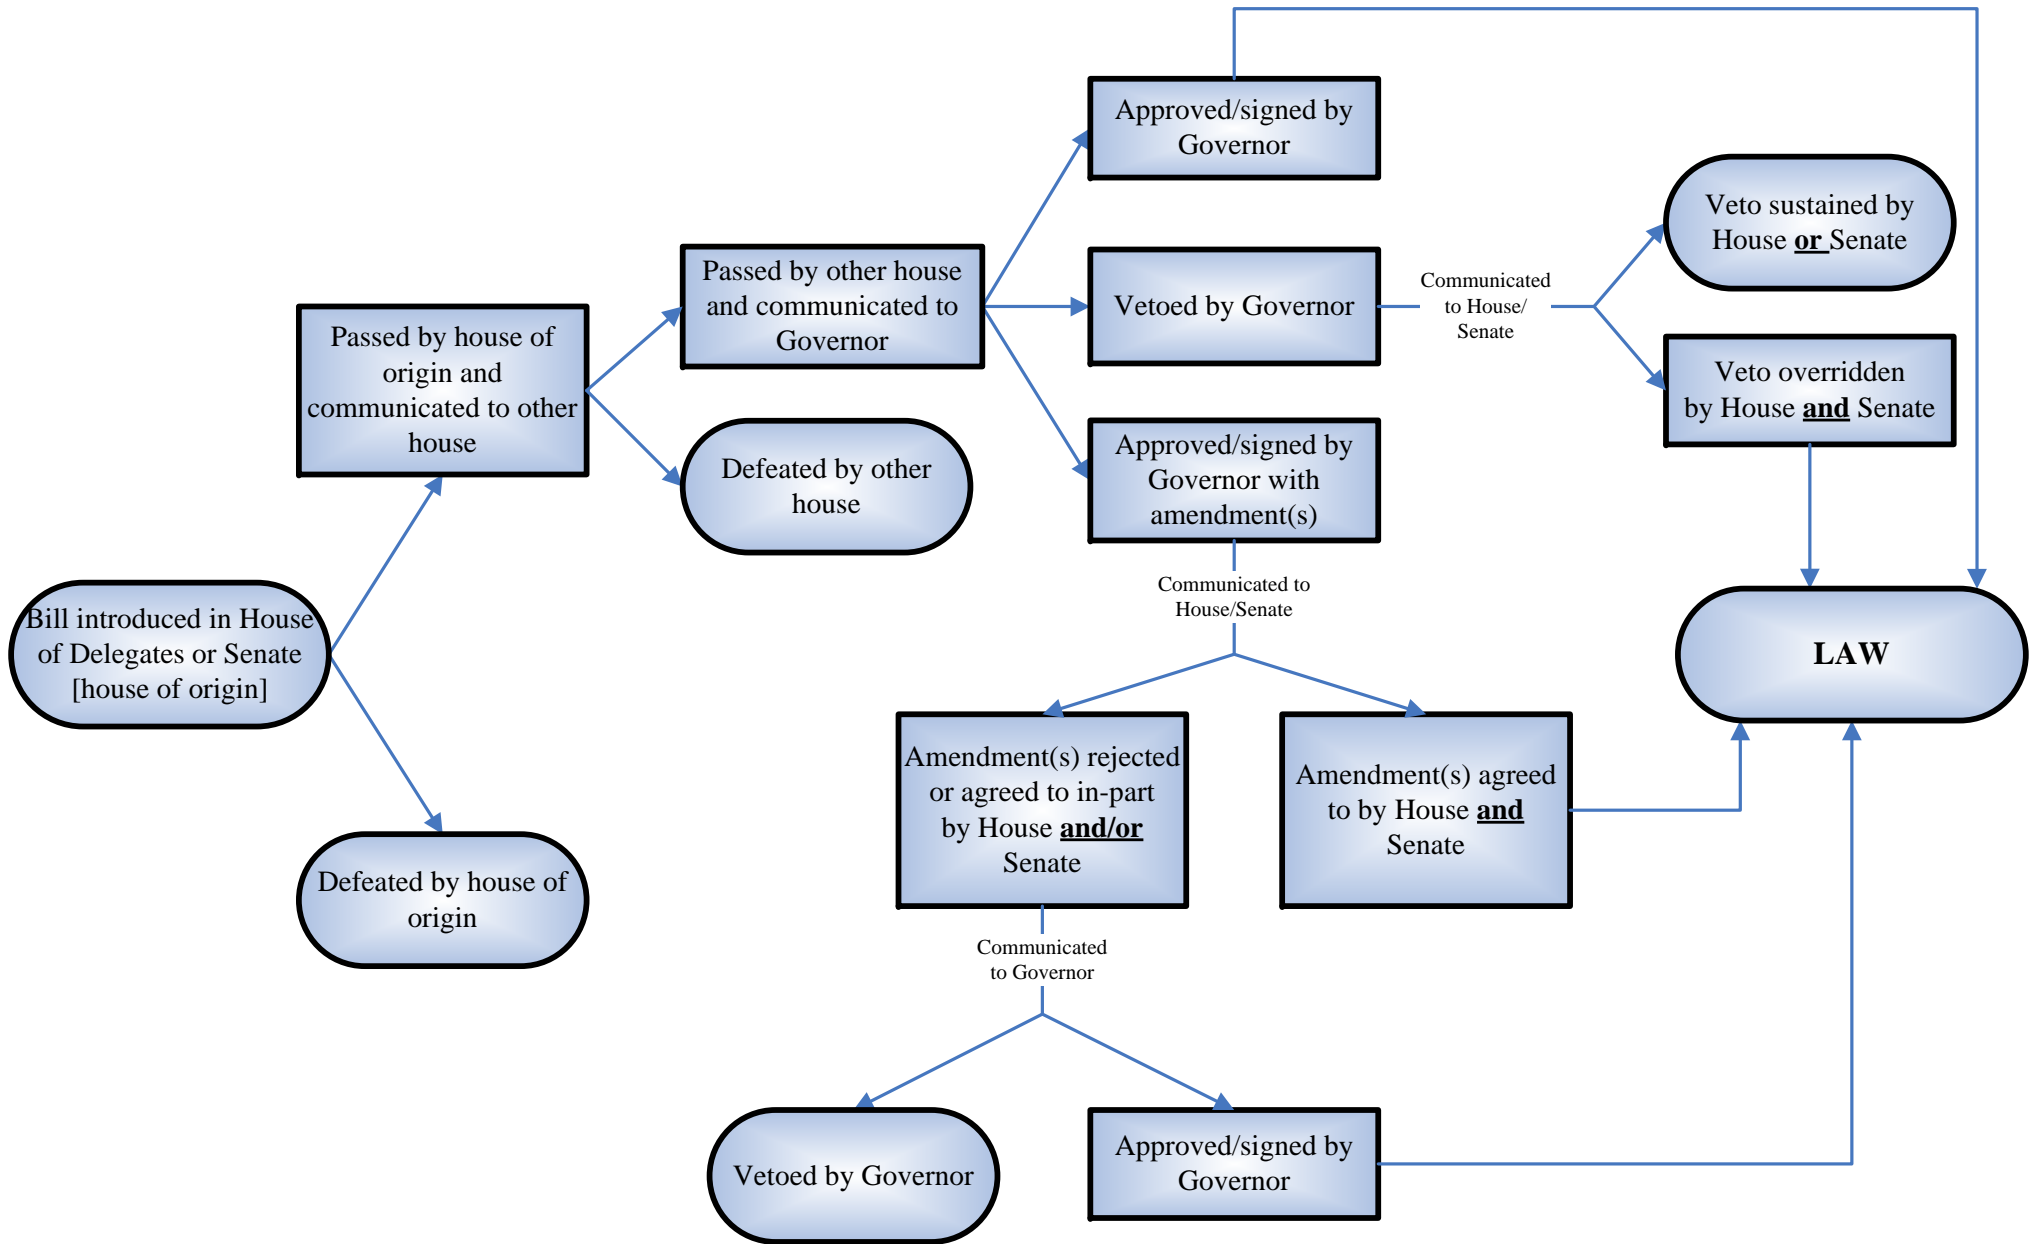 Approved/signed by
Governor
Veto sustained by
House or Senate
Passed by other house
and communicated to
Governor
Vetoed by Governor
Communicated
to House/
Senate
Passed by house of
origin and
communicated to other
house
Veto overridden
by House and Senate
Defeated by other
house
Approved/signed by
Governor with
amendment(s)
Communicated to
House/Senate
Bill introduced in House
of Delegates or Senate
[house of origin]
LAW
Amendment(s) rejected
or agreed to in-part
by House and/or
Senate
Amendment(s) agreed
to by House and
Senate
Defeated by house of
origin
Communicated
to Governor
Vetoed by Governor
Approved/signed by
Governor